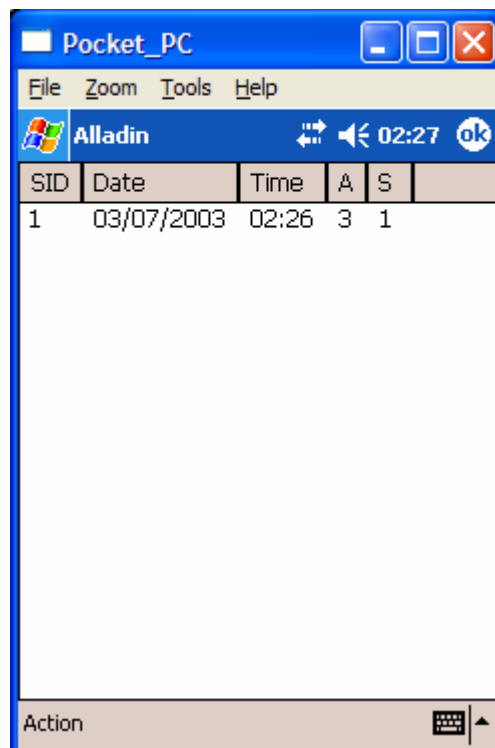 Pocket_PC
File Zoom Tools Help
Alladin 02:27 ok
SID Date Time A S
1 03/07/2003 02:26 3 1
Action